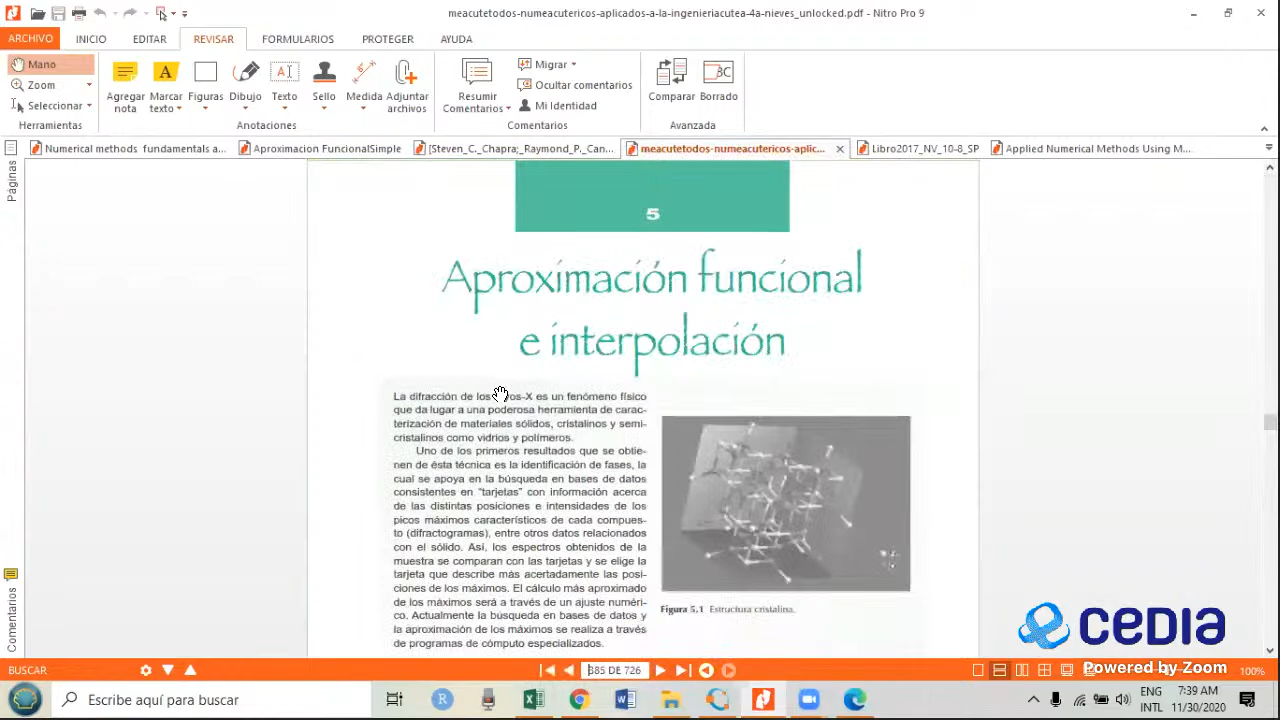 meacutetodos-numeacutericos-aplicados-a-la-ingenieriacutea-4a-nieves_unlocked.pdf - Nitro Pro 9
ARCHIVO INICIO EDITAR REVISAR FORMULARIOS PROTEGER AYUDA
Mano
Zoom
Seleccionar
Herramientas
Agregar nota
Marcar texto
Figuras
Dibujo
Texto
Sello
Medida
Adjuntar archivos
Anotaciones
Resumir Comentarios
Migrar
Ocultar comentarios
Mi Identidad
Comentarios
Comparar
Borrado
Avanzada
Numerical methods fundamentals a...
Aproximacion FuncionalSimple
[Steven_C._Chapra;_Raymond_P._Can...
meacutetodos-numeacutericos-aplic...
Libro2017_NV_10-8_SP
Applied Numerical Methods Using M...
Páginas
5
Aproximación funcional
e interpolación
La difracción de los os-X es un fenómeno físico
que da lugar a una poderosa herramienta de carac-
terización de materiales sólidos, cristalinos y semi-
cristalinos como vidrios y polímeros.
Uno de los primeros resultados que se obtie-
nen de ésta técnica es la identificación de fases, la
cual se apoya en la búsqueda en bases de datos
consistentes en "tarjetas" con información acerca
de las distintas posiciones e intensidades de los
picos máximos característicos de cada compues-
to (difractogramas), entre otros datos relacionados
con el sólido. Así, los espectros obtenidos de la
muestra se comparan con las tarjetas y se elige la
tarjeta que describe más acertadamente las posi-
ciones de los máximos. El cálculo más aproximado
de los máximos será a través de un ajuste numéri-
co. Actualmente la búsqueda en bases de datos y
la aproximación de los máximos se realiza a través
de programas de cómputo especializados.
Figura 5.1 Estructura cristalina.
Comentarios
cedia
Powered by Zoom
BUSCAR
385 DE 726
100%
Escribe aquí para buscar
ENG
INTL
7:39 AM
11/30/2020